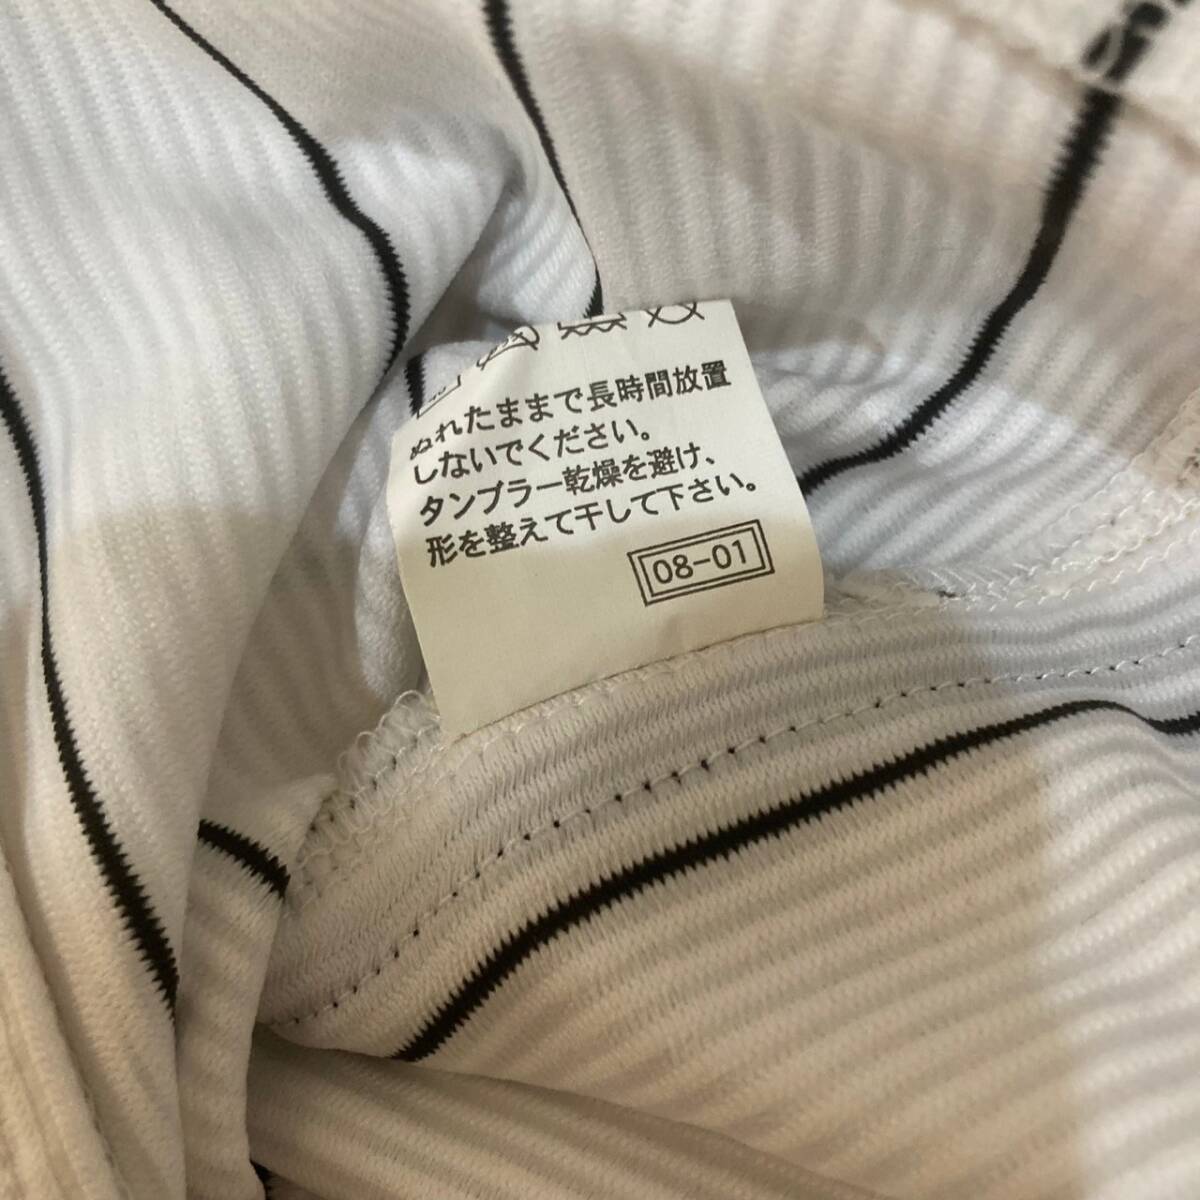 ぬれたままで長時間放置
しないでください。
タンブラー乾燥を避け、
形を整えて干して下さい。
08-01